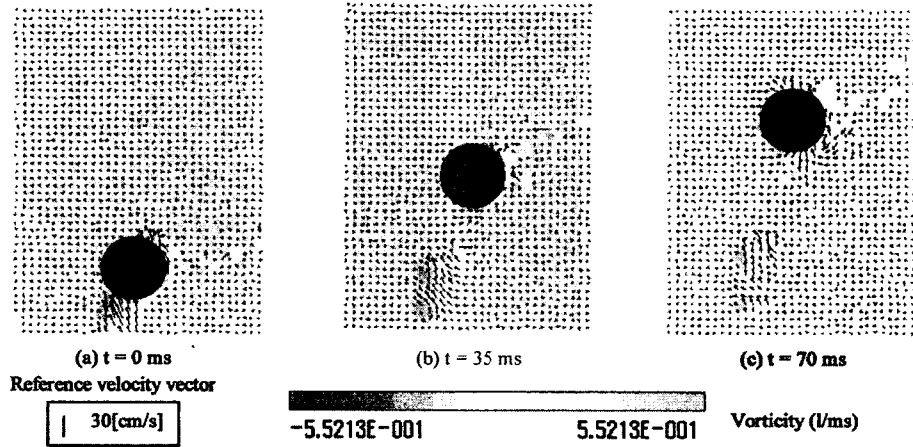 (a) t = 0 ms
(b) t = 35 ms
(c) t = 70 ms
Reference velocity vector
30[cm/s]
-5.5213E-001
5.5213E-001
Vorticity (l/ms)